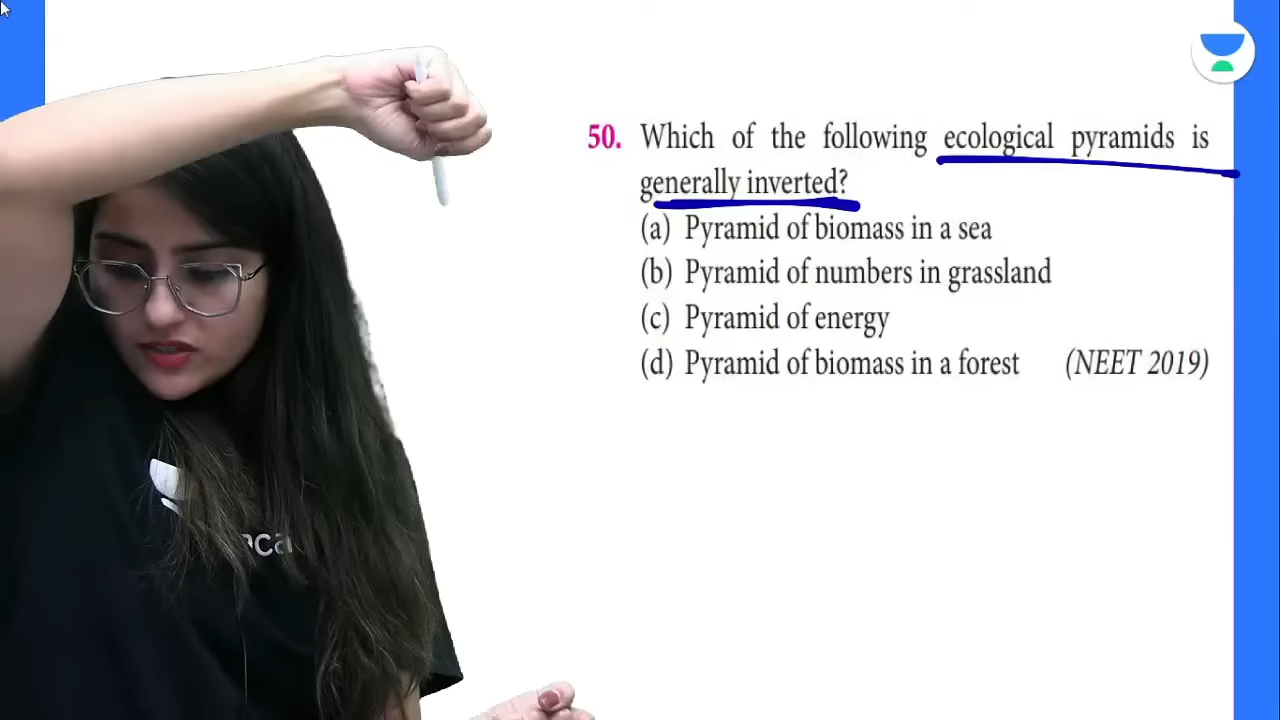 50. Which of the following ecological pyramids is
generally inverted?
(a) Pyramid of biomass in a sea
(b) Pyramid of numbers in grassland
(c) Pyramid of energy
(d) Pyramid of biomass in a forest (NEET 2019)